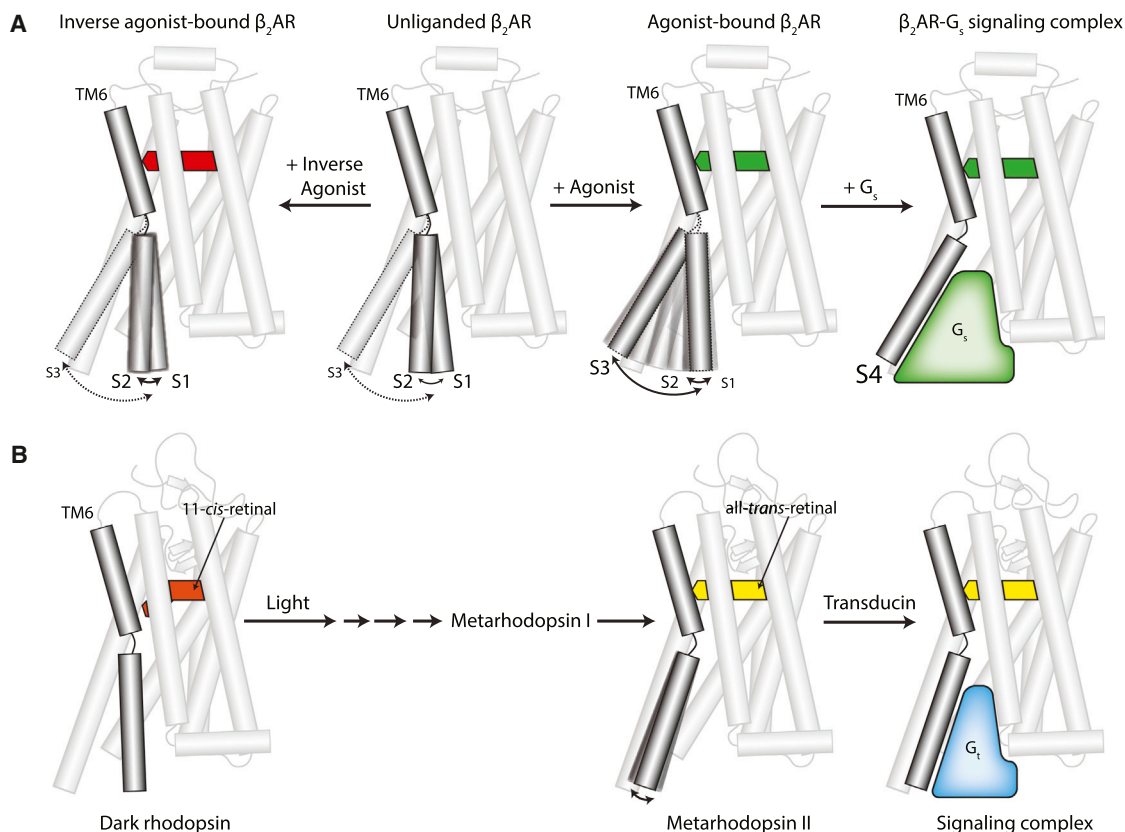 A
Inverse agonist-bound β₂AR
Unliganded β₂AR
Agonist-bound β₂AR
β₂AR-Gₛ signaling complex
TM6
TM6
TM6
TM6
+ Inverse
Agonist
+ Agonist
+ Gₛ
Gₛ
S3
S2
S1
S3
S2
S1
S3
S2
S1
S4
B
TM6
11-cis-retinal
TM6
all-trans-retinal
TM6
Light
Metarhodopsin I
Transducin
Gₜ
Dark rhodopsin
Metarhodopsin II
Signaling complex